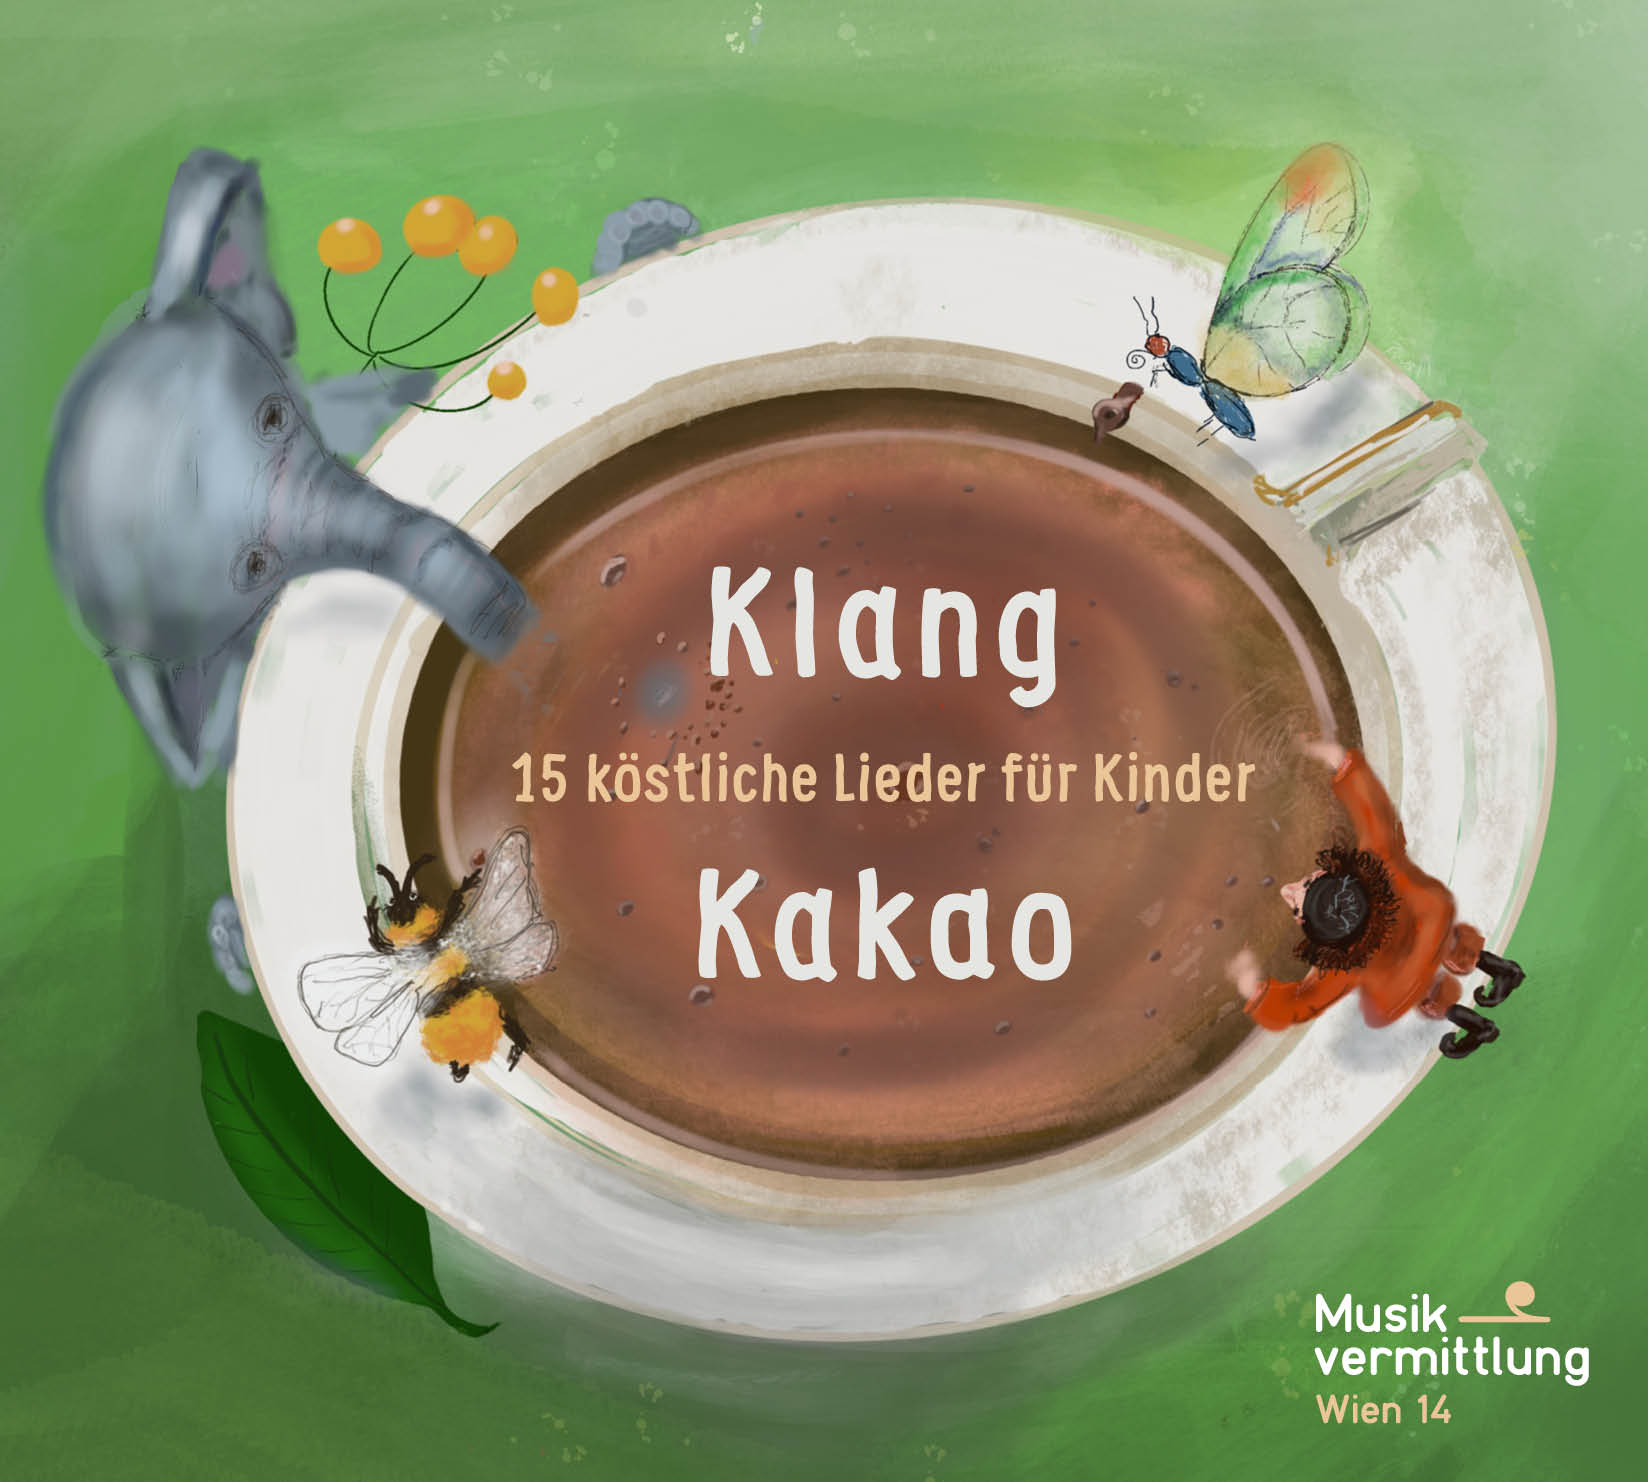 Klang
15 köstliche Lieder für Kinder
Kakao
Musik
vermittlung
Wien 14